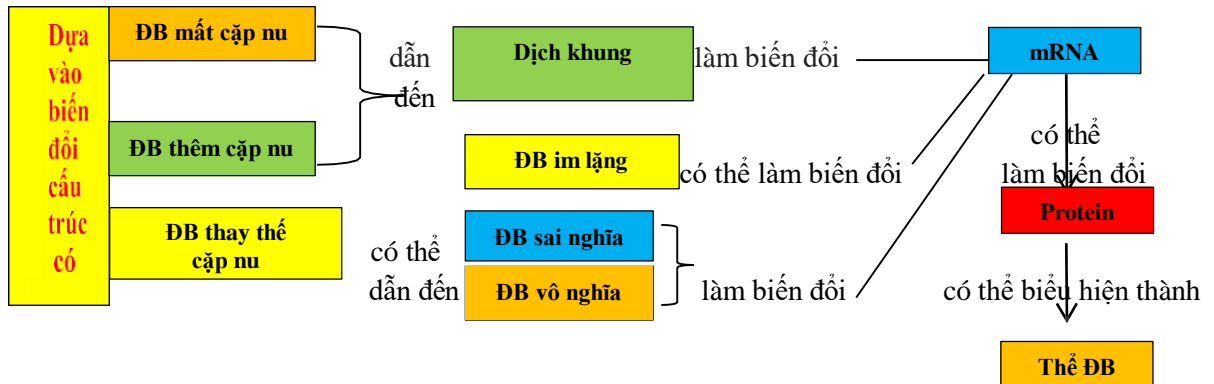 Dựa
vào
biến
đổi
cấu
trúc
có
ĐB mất cặp nu
ĐB thêm cặp nu
ĐB thay thế
cặp nu
dẫn
đến
có thể
dẫn đến
Dịch khung
ĐB im lặng
ĐB sai nghĩa
ĐB vô nghĩa
làm biến đổi
có thể làm biến đổi
làm biến đổi
mRNA
có thể
làm biến đổi
Protein
có thể biểu hiện thành
Thể ĐB